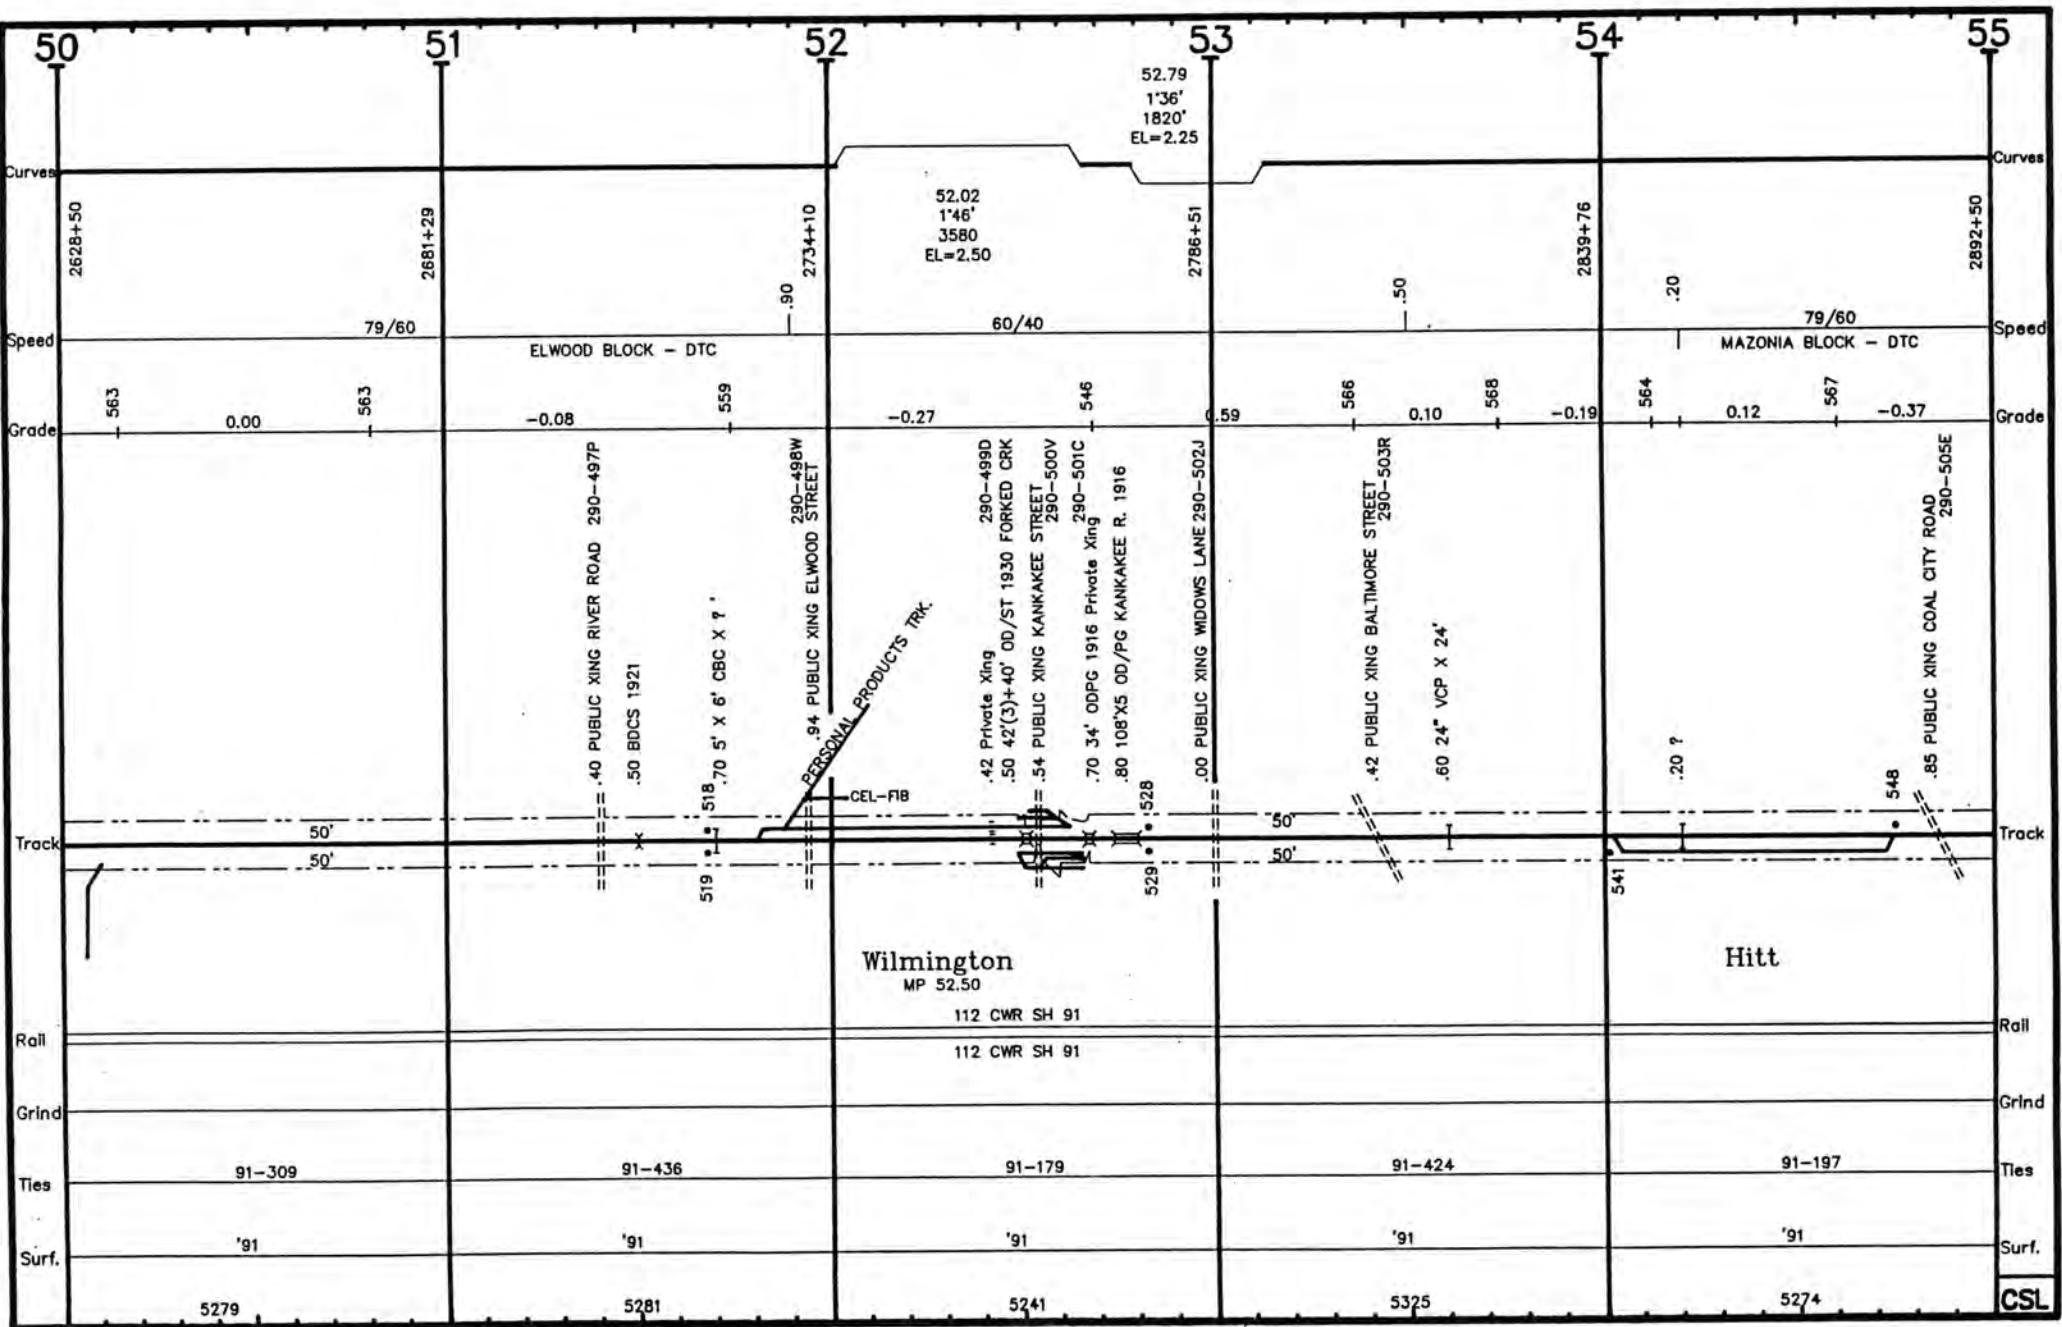 50 51 52 53 54 55
52.79
1°36'
1820'
EL=2.25
Curves Curves
52.02
1°46'
3580
EL=2.50
2628+50 2681+29 2734+10 2786+51 2839+76 2892+50
.90 .50 .20
Speed 79/60 60/40 79/60 Speed
ELWOOD BLOCK - DTC MAZONIA BLOCK - DTC
563 563 559 546 566 568 564 567
Grade 0.00 -0.08 -0.27 0.59 0.10 -0.19 0.12 -0.37 Grade
.40 PUBLIC XING RIVER ROAD 290-497P
.50 BDCS 1921
.70 5' X 6' CBC X ? '
.94 PUBLIC XING ELWOOD STREET
290-498W
PERSONAL PRODUCTS TRK.
CEL-FIB
.42 Private Xing 290-499D
.50 42'(3)+40' OD/ST 1930 FORKED CRK
.54 PUBLIC XING KANKAKEE STREET
290-500V
.70 34' ODPG 1916 Private Xing
290-501C
.80 108'X5 OD/PG KANKAKEE R. 1916
.00 PUBLIC XING WIDOWS LANE 290-502J
.42 PUBLIC XING BALTIMORE STREET
290-503R
.60 24" VCP X 24'
.20 ?
.85 PUBLIC XING COAL CITY ROAD
290-505E
518 528 548
50' 50'
Track Track
50' 50'
519 529 541
Wilmington
MP 52.50
Hitt
112 CWR SH 91
Rail Rail
112 CWR SH 91
Grind Grind
Ties 91-309 91-436 91-179 91-424 91-197 Ties
Surf. '91 '91 '91 '91 '91 Surf.
5279 5281 5241 5325 5274
CSL